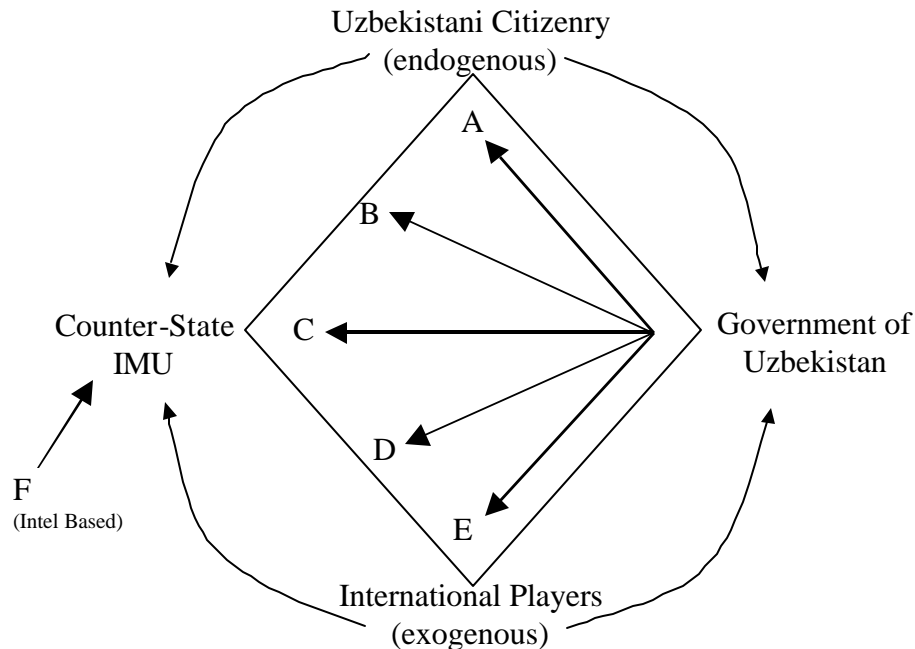 Uzbekistani Citizenry
(endogenous)
A
B
Counter-State
IMU
C
Government of
Uzbekistan
D
F
(Intel Based)
E
International Players
(exogenous)